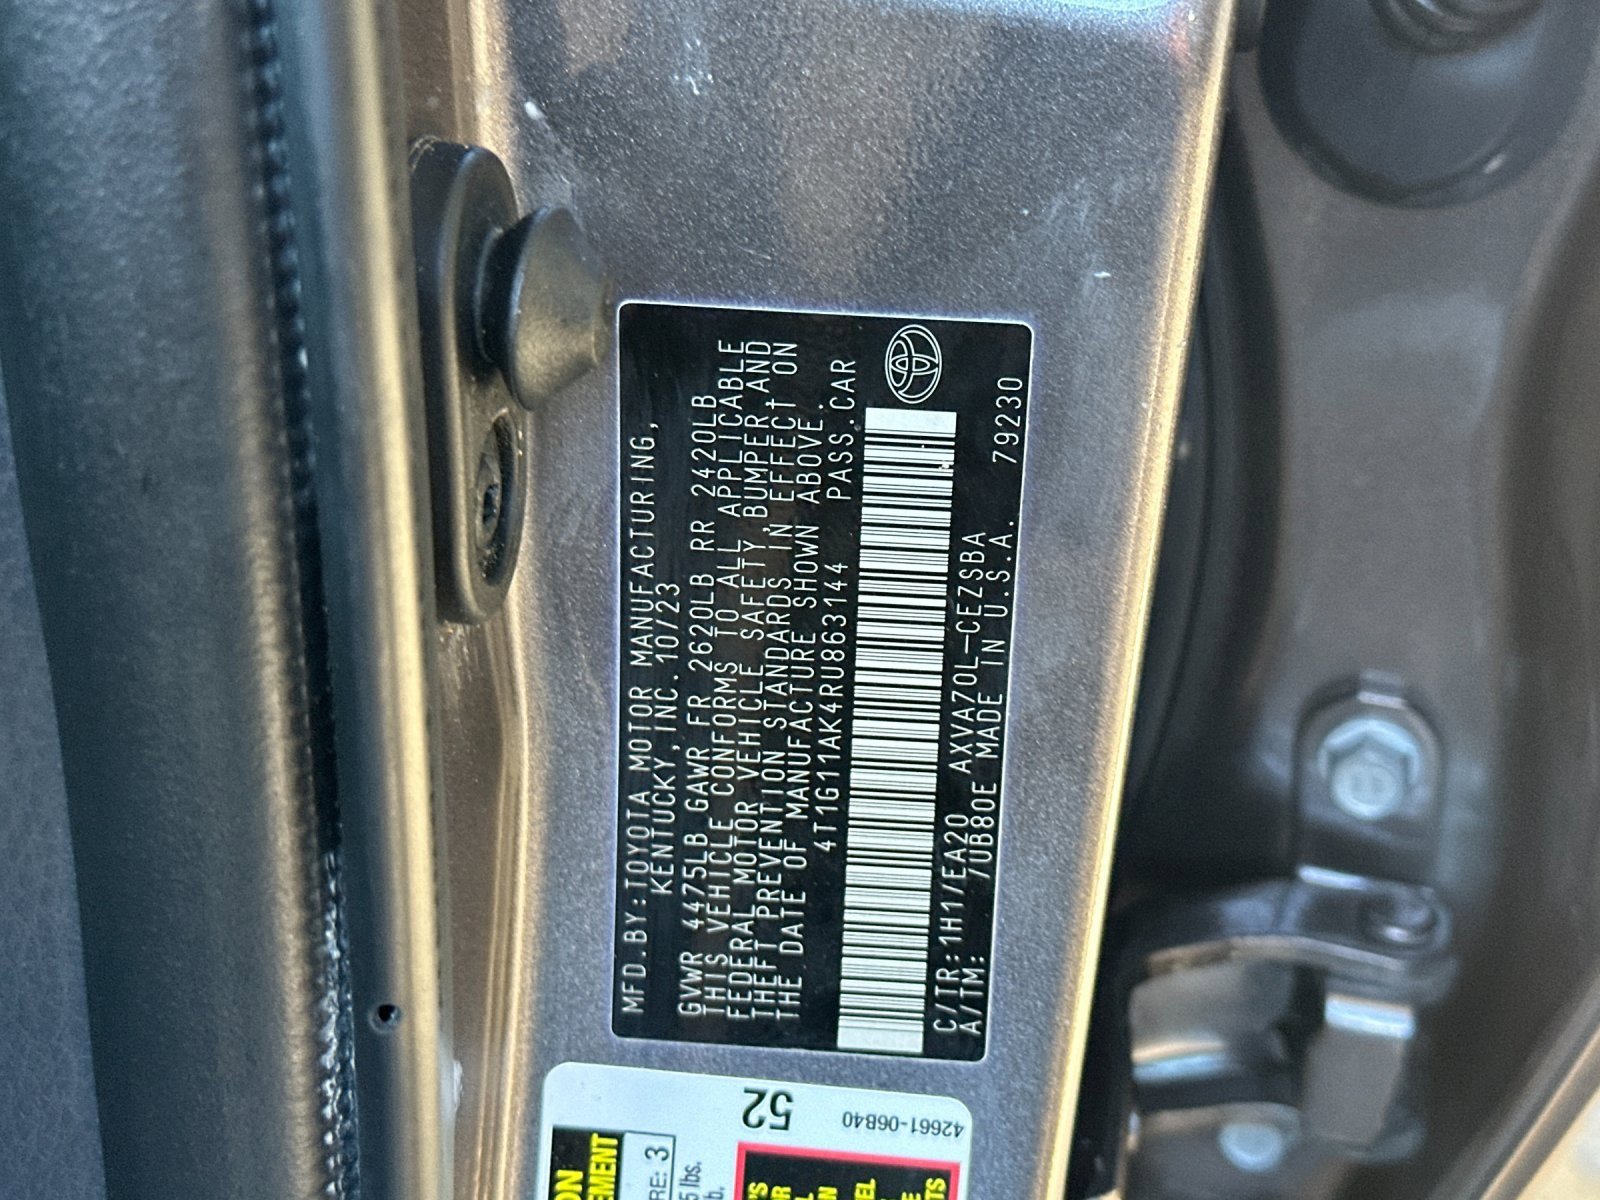 MFD.BY:TOYOTA MOTOR MANUFACTURING,
KENTUCKY,INC. 10/23
GVWR 4475LB GAWR FR 2620LB RR 2420LB
THIS VEHICLE CONFORMS TO ALL APPLICABLE
FEDERAL MOTOR VEHICLE SAFETY,BUMPER,AND
THEFT PREVENTION STANDARDS IN EFFECT ON
THE DATE OF MANUFACTURE SHOWN ABOVE.
4T1G11AK4RU863144 PASS.CAR
C/TR:1H1/EA20 AXVA70L-CEZSBA
A/TM: /UB80E MADE IN U.S.A. 79230
52
42661-06B40